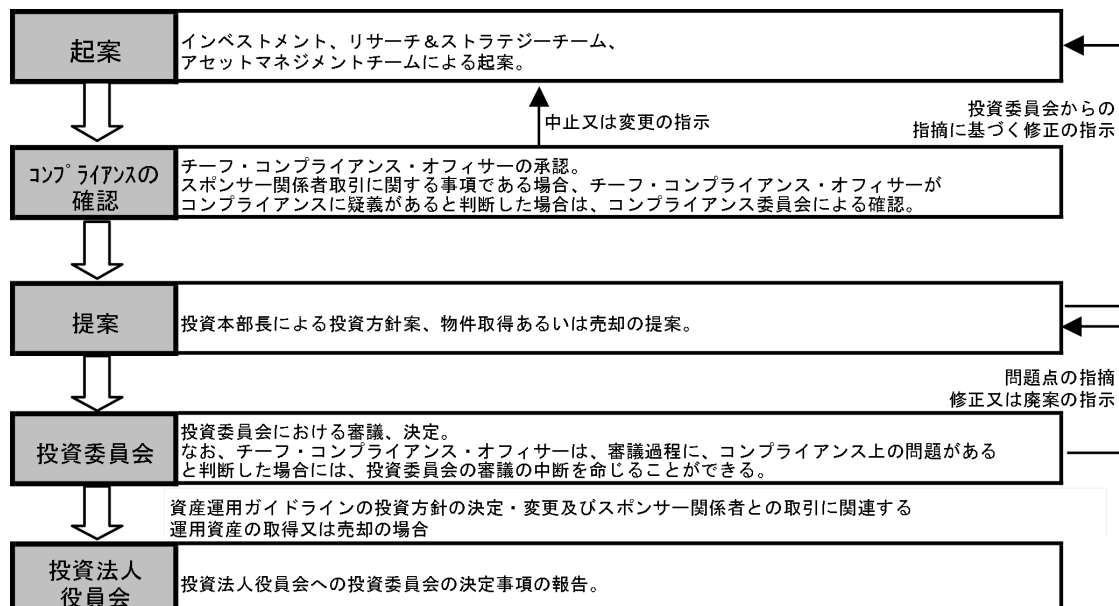 起案
インベストメント、リサーチ＆ストラテジーチーム、
アセットマネジメントチームによる起案。
中止又は変更の指示
投資委員会からの
指摘に基づく修正の指示
ｺﾝﾌﾟﾗｲｱﾝｽの
確認
チーフ・コンプライアンス・オフィサーの承認。
スポンサー関係者取引に関する事項である場合、チーフ・コンプライアンス・オフィサーが
コンプライアンスに疑義があると判断した場合は、コンプライアンス委員会による確認。
提案
投資本部長による投資方針案、物件取得あるいは売却の提案。
問題点の指摘
修正又は廃案の指示
投資委員会
投資委員会における審議、決定。
なお、チーフ・コンプライアンス・オフィサーは、審議過程に、コンプライアンス上の問題がある
と判断した場合には、投資委員会の審議の中断を命じることができる。
資産運用ガイドラインの投資方針の決定・変更及びスポンサー関係者との取引に関連する
運用資産の取得又は売却の場合
投資法人
役員会
投資法人役員会への投資委員会の決定事項の報告。